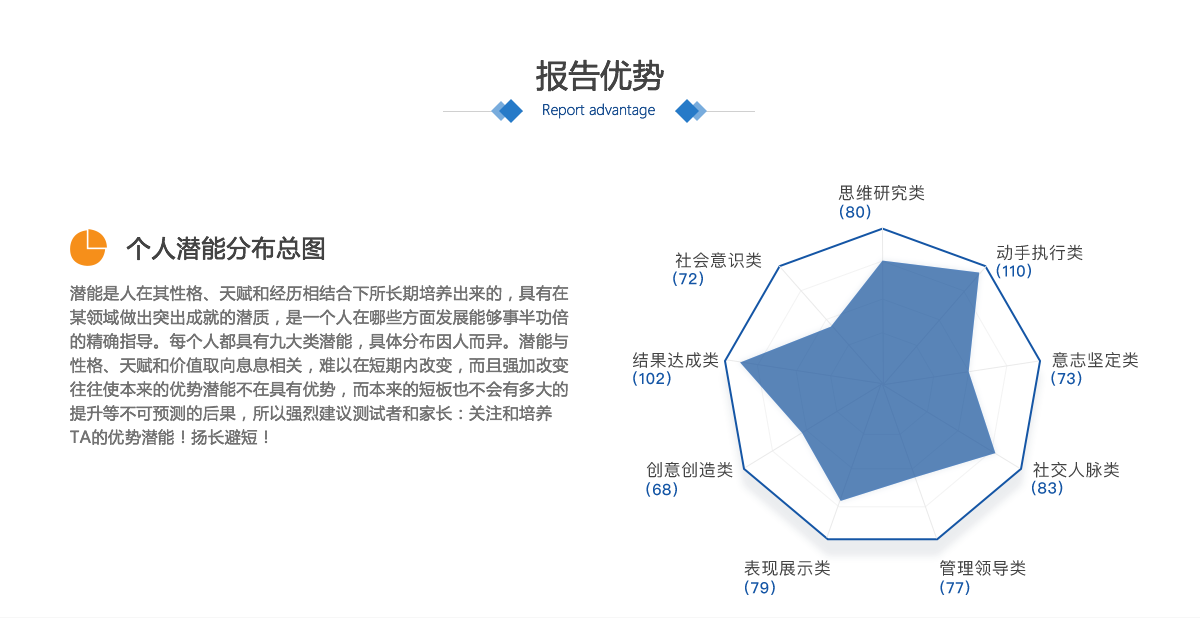 报告优势
Report advantage
个人潜能分布总图
潜能是人在其性格、天赋和经历相结合下所长期培养出来的，具有在
某领域做出突出成就的潜质，是一个人在哪些方面发展能够事半功倍
的精确指导。每个人都具有九大类潜能，具体分布因人而异。潜能与
性格、天赋和价值取向息息相关，难以在短期内改变，而且强加改变
往往使本来的优势潜能不在具有优势，而本来的短板也不会有多大的
提升等不可预测的后果，所以强烈建议测试者和家长：关注和培养
TA的优势潜能！扬长避短！
思维研究类
(80)
动手执行类
(110)
意志坚定类
(73)
社交人脉类
(83)
管理领导类
(77)
表现展示类
(79)
创意创造类
(68)
结果达成类
(102)
社会意识类
(72)